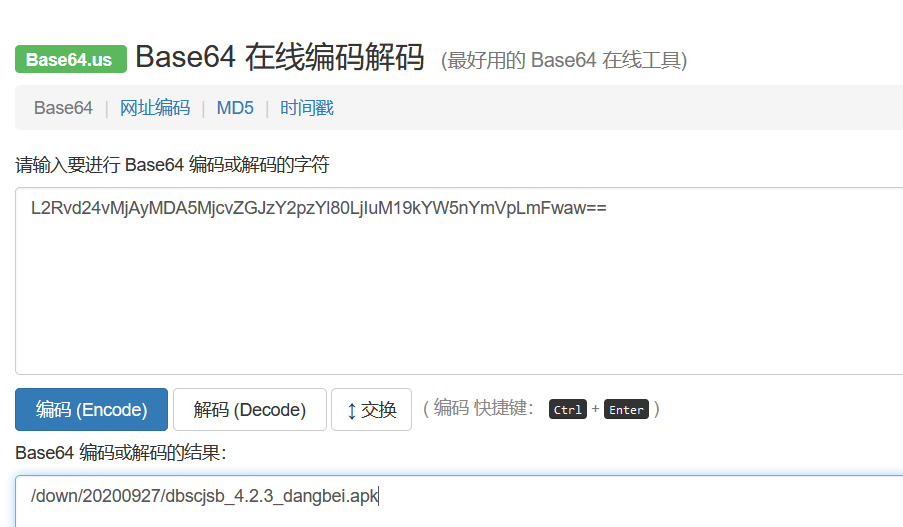 Base64.us Base64 在线编码解码 (最好用的 Base64 在线工具)
Base64 | 网址编码 | MD5 | 时间戳
请输入要进行 Base64 编码或解码的字符
L2Rvd24vMjAyMDA5MjcvZGJzY2pzYl80LjIuM19kYW5nYmVpLmFwaw==
编码 (Encode) 解码 (Decode) ↕ 交换 ( 编码 快捷键： Ctrl + Enter )
Base64 编码或解码的结果：
/down/20200927/dbscjsb_4.2.3_dangbei.apk